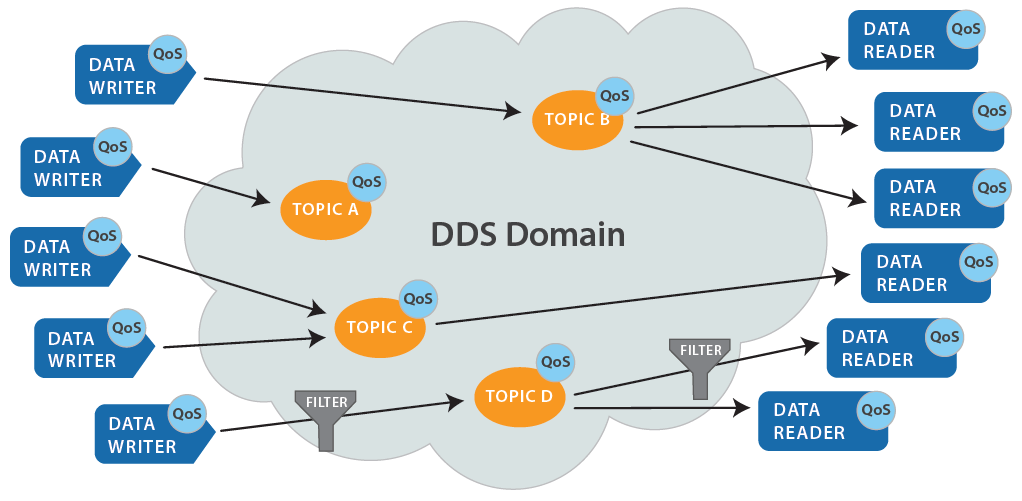 QoS
DATA
WRITER
QoS
DATA
WRITER
QoS
DATA
WRITER
QoS
DATA
WRITER
QoS
DATA
WRITER
FILTER
QoS
TOPIC B
QoS
TOPIC A
DDS Domain
QoS
TOPIC C
QoS
TOPIC D
FILTER
QoS
DATA
READER
QoS
DATA
READER
QoS
DATA
READER
QoS
DATA
READER
QoS
DATA
READER
QoS
DATA
READER